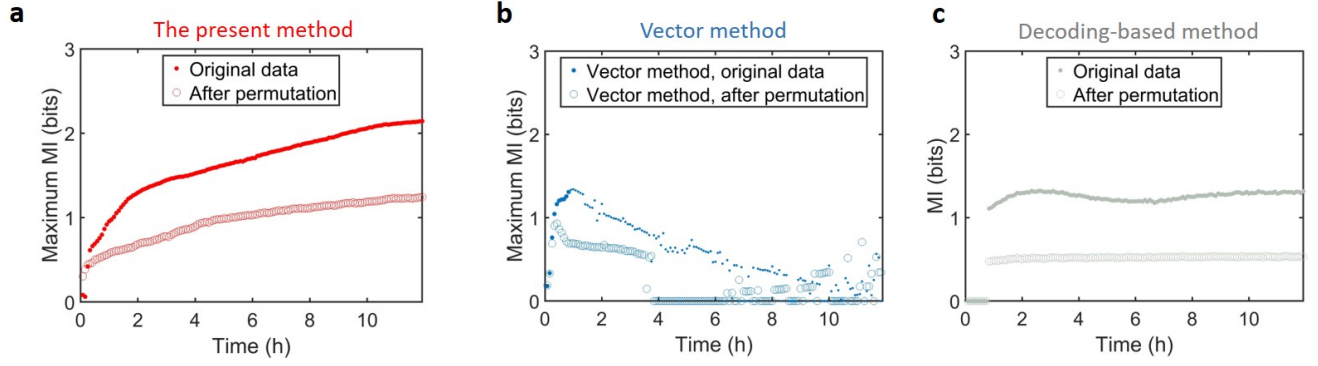 a
The present method
Original data
After permutation
Maximum MI (bits)
3
2
1
0
0 2 4 6 8 10
Time (h)
b
Vector method
Vector method, original data
Vector method, after permutation
Maximum MI (bits)
3
2
1
0
0 2 4 6 8 10
Time (h)
c
Decoding-based method
Original data
After permutation
MI (bits)
3
2
1
0
0 2 4 6 8 10
Time (h)